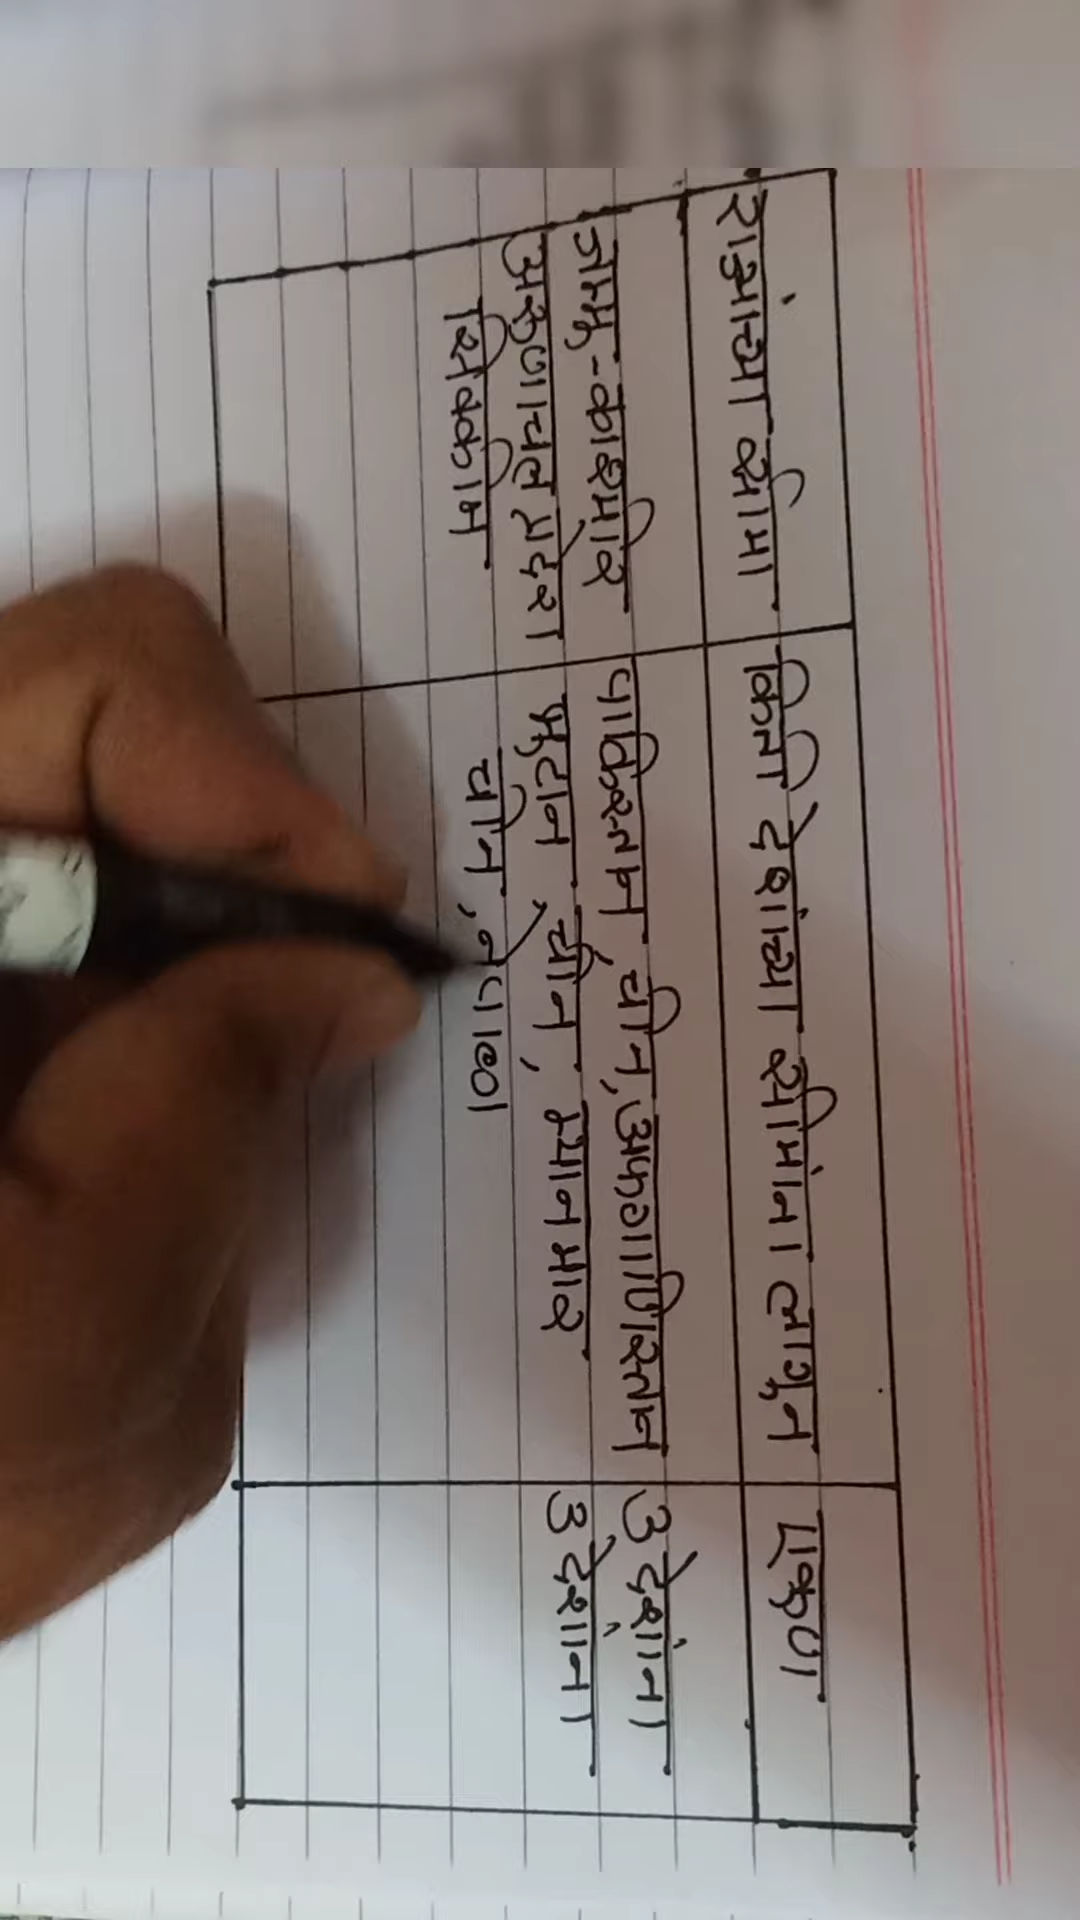 राज्यांच्या सीमा किती देशांच्या सीमांना लागून एकूण
जम्मू-काश्मीर पाकिस्तान, चीन, अफगाणिस्तान 3 देशांना
अरुणाचल प्रदेश भूटान, चीन, म्यानमार 3 देशांना
सिक्कीम चीन, नेपाळ